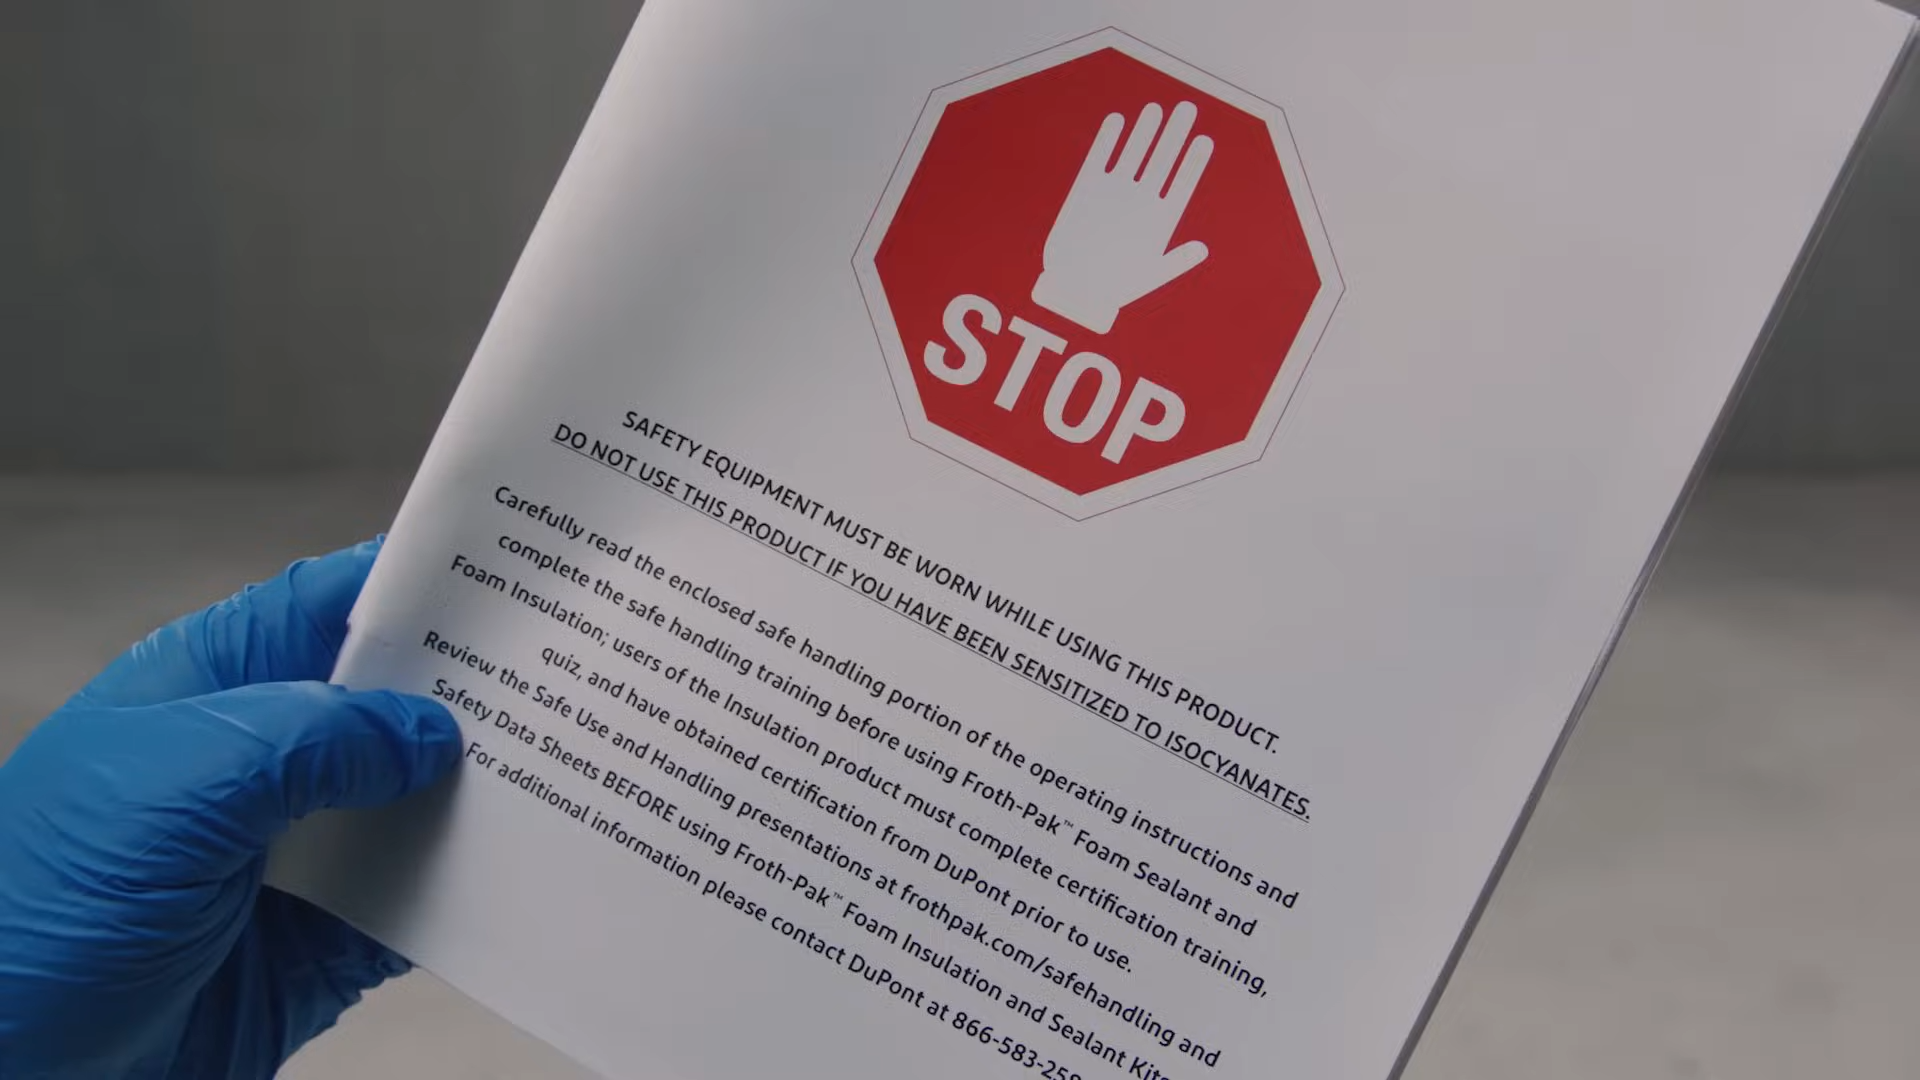 STOP
SAFETY EQUIPMENT MUST BE WORN WHILE USING THIS PRODUCT.
DO NOT USE THIS PRODUCT IF YOU HAVE BEEN SENSITIZED TO ISOCYANATES.
Carefully read the enclosed safe handling portion of the operating instructions and
complete the safe handling training before using Froth-Pak™ Foam Sealant and
Foam Insulation; users of the Insulation product must complete certification training,
quiz, and have obtained certification from DuPont prior to use.
Review the Safe Use and Handling presentations at frothpak.com/safehandling and
Safety Data Sheets BEFORE using Froth-Pak™ Foam Insulation and Sealant Kits
For additional information please contact DuPont at 866-583-